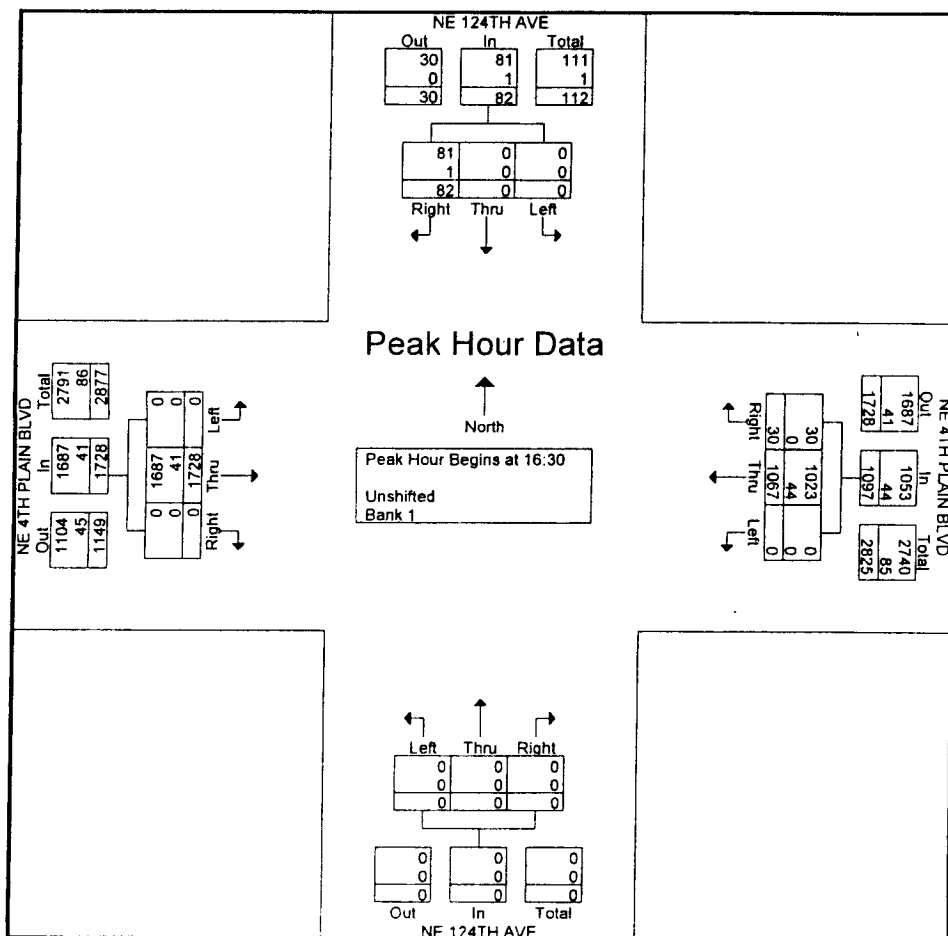 NE 124TH AVE
Out In Total
30 81 111
0 1 1
30 82 112
81 0 0
1 0 0
82 0 0
Right Thru Left
Peak Hour Data
North
Peak Hour Begins at 16:30
Unshifted
Bank 1
NE 4TH PLAIN BLVD
Out In Total
1104 1687 2791
45 41 86
1149 1728 2877
Right Thru Left
0 1687 0
0 41 0
0 1728 0
NE 4TH PLAIN BLVD
Out In Total
1687 1053 2740
41 44 85
1728 1097 2825
Right Thru Left
30 1023 0
0 44 0
30 1067 0
Left Thru Right
0 0 0
0 0 0
0 0 0
0 0 0
0 0 0
0 0 0
Out In Total
NE 124TH AVE